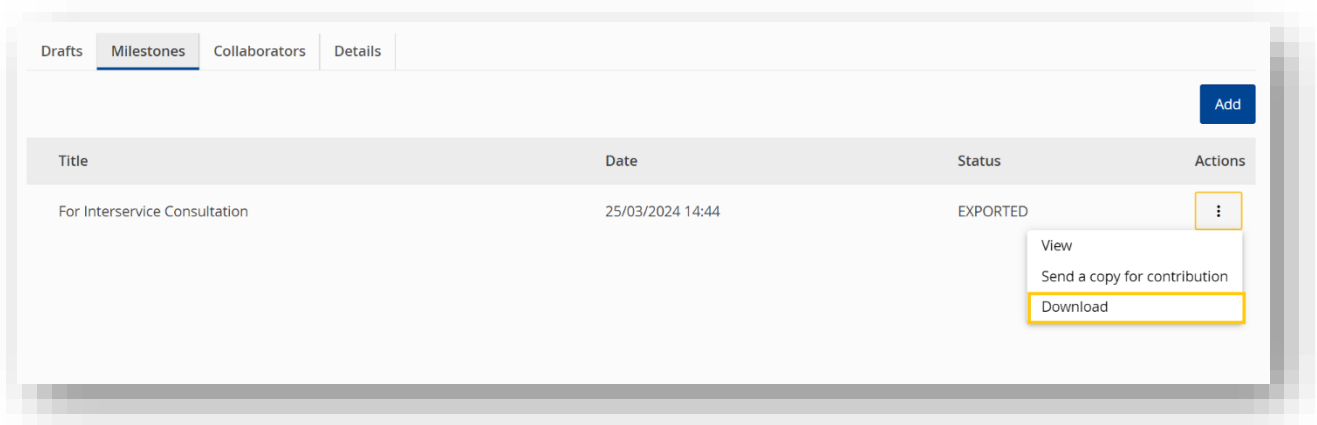 Drafts Milestones Collaborators Details
Add
Title Date Status Actions
For Interservice Consultation 25/03/2024 14:44 EXPORTED
View
Send a copy for contribution
Download